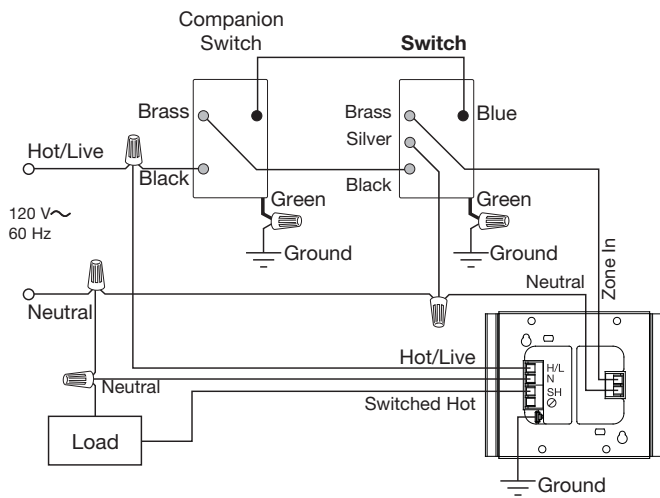 Companion
Switch
Switch
Brass
Brass
Blue
Silver
Hot/Live
Black
Black
Green
Green
120 V~
60 Hz
Ground
Ground
Zone In
Neutral
Neutral
Hot/Live
H/L
N
Neutral
SH
Switched Hot
Load
Ground